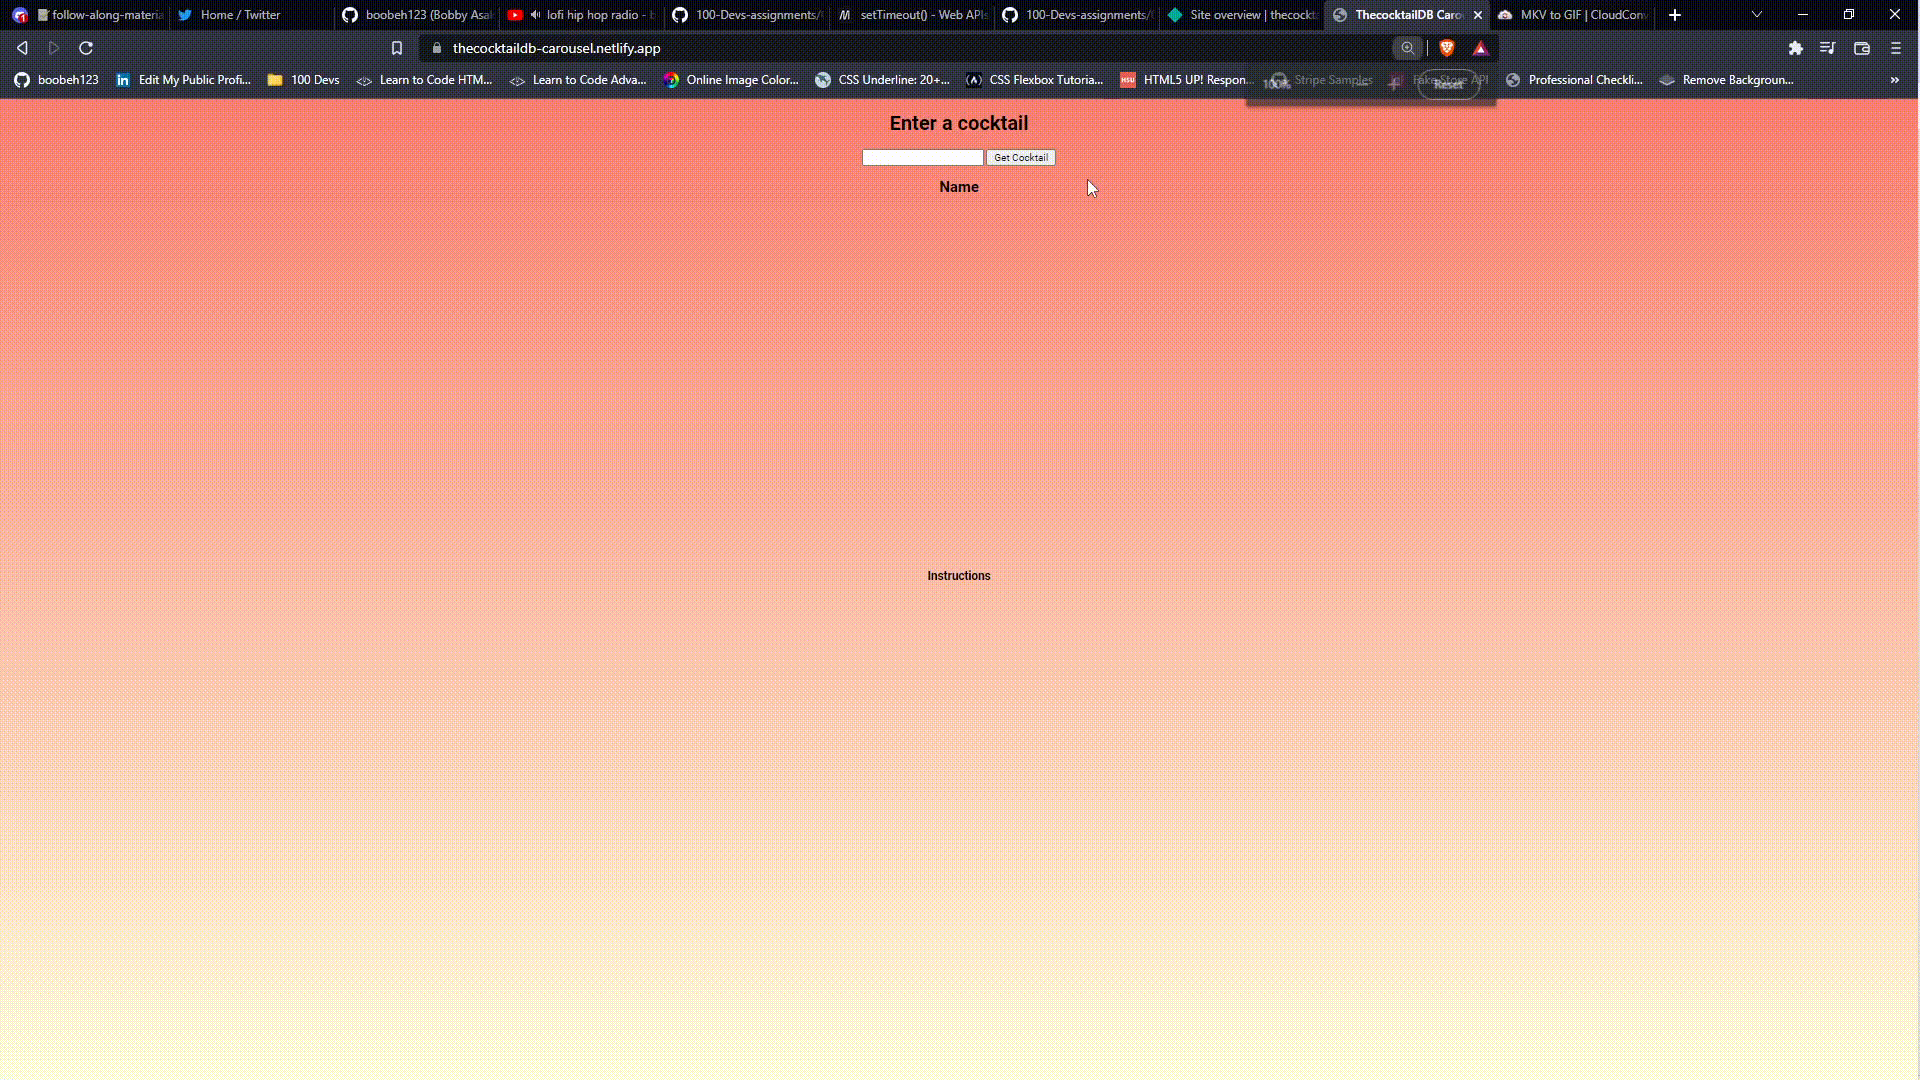 follow-along-materia
Home / Twitter
boobeh123 (Bobby Asal
lofi hip hop radio - b
100-Devs-assignments/
setTimeout() - Web APIs
100-Devs-assignments/
Site overview | thecockt
ThecocktailDB Caro
MKV to GIF | CloudConv
thecocktaildb-carousel.netlify.app
boobeh123
Edit My Public Profi...
100 Devs
Learn to Code HTM...
Learn to Code Adva...
Online Image Color...
CSS Underline: 20+...
CSS Flexbox Tutoria...
HTML5 UP! Respon...
Stripe Samples
Fake Store API
Professional Checkli...
Remove Backgroun...
100%
Reset
Enter a cocktail
Get Cocktail
Name
Instructions